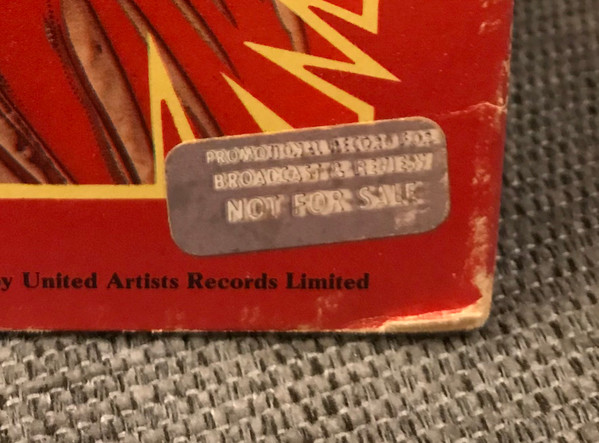 PROMOTIONAL RECORD FOR
BROADCAST & REVIEW
NOT FOR SALE
y United Artists Records Limited